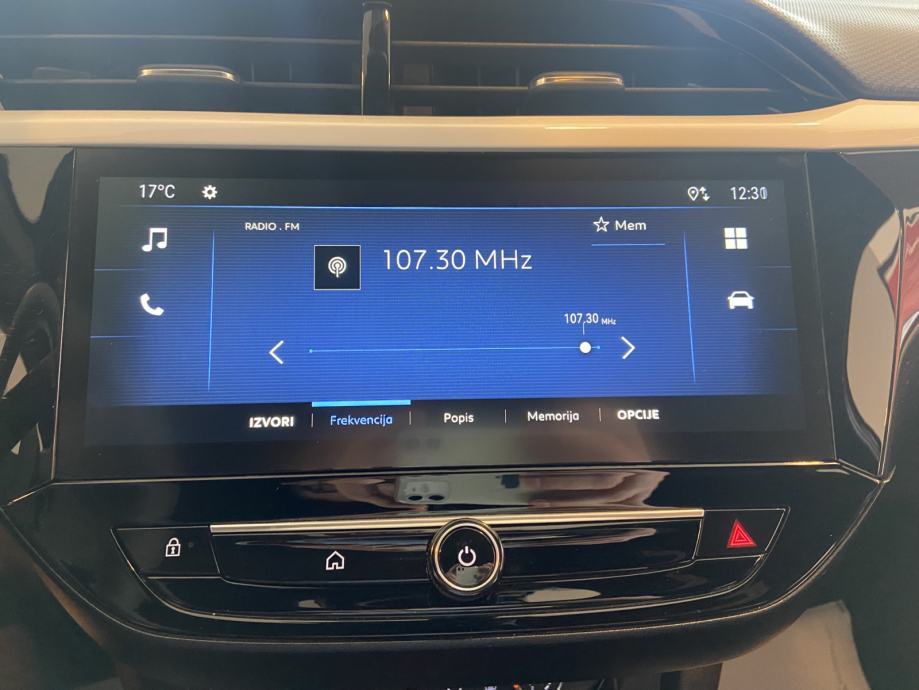 17°C 12:30
RADIO . FM Mem
107.30 MHz
107.30 MHz
IZVORI Frekvencija Popis Memorija OPCIJE